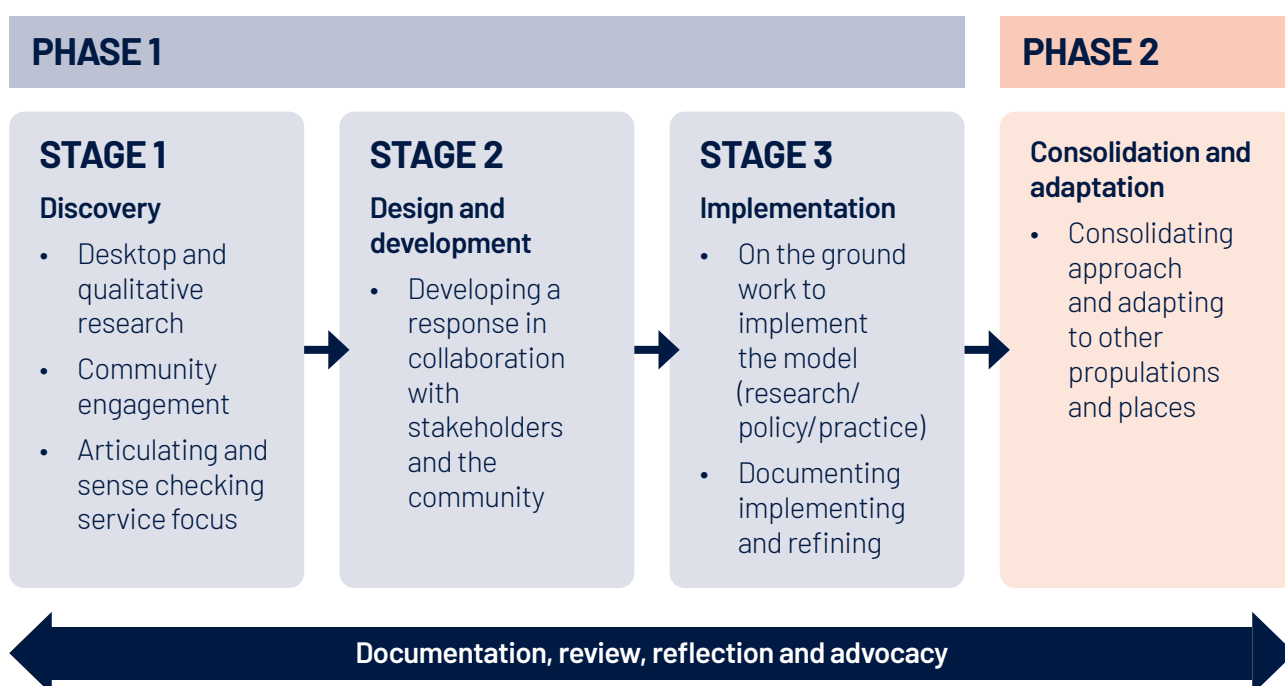 PHASE 1
PHASE 2
STAGE 1
Discovery
• Desktop and
qualitative
research
• Community
engagement
• Articulating and
sense checking
service focus
STAGE 2
Design and
development
• Developing a
response in
collaboration
with
stakeholders
and the
community
STAGE 3
Implementation
• On the ground
work to
implement
the model
(research/
policy/practice)
• Documenting
implementing
and refining
Consolidation and
adaptation
• Consolidating
approach
and adapting
to other
propulations
and places
Documentation, review, reflection and advocacy